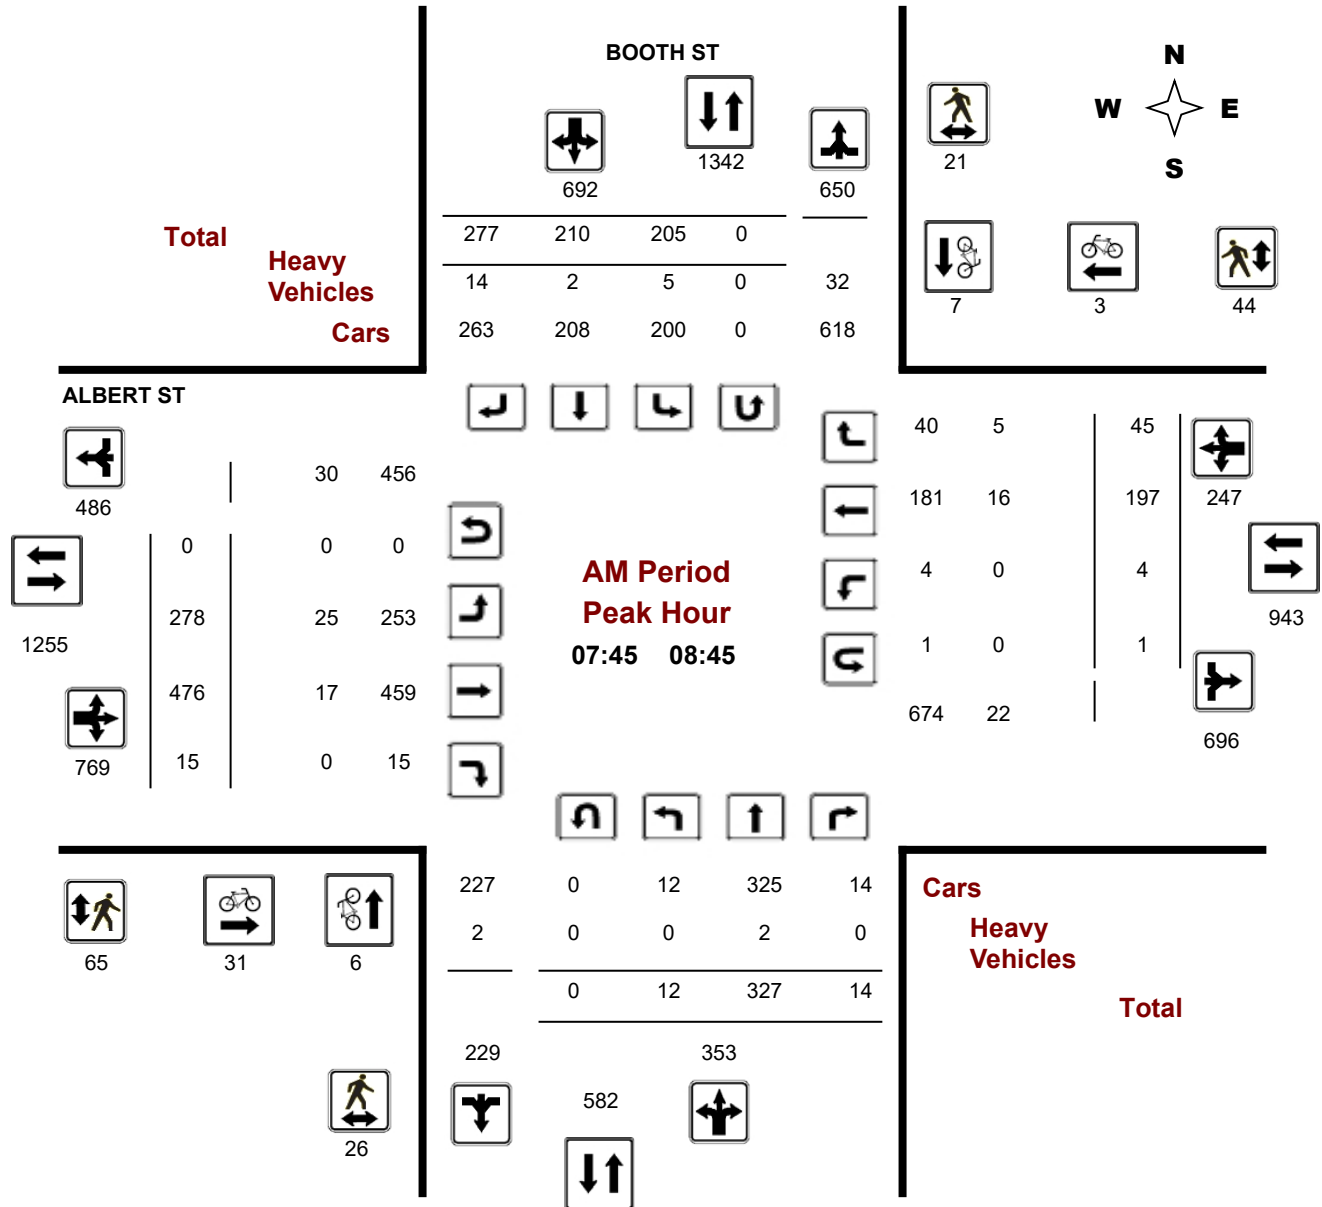 BOOTH ST
N
W E
S
1342
692 650 21
Total 277 210 205 0
Heavy
Vehicles 14 2 5 0 32
7 3 44
Cars 263 208 200 0 618
ALBERT ST
40 5 45
30 456
486 181 16 197 247
0 0 0
AM Period 4 0 4
Peak Hour
278 25 253 943
1255 07:45 08:45 1 0 1
476 17 459 674 22
696
769 15 0 15
227 0 12 325 14 Cars
2 0 0 2 0 Heavy
Vehicles
65 31 6
0 12 327 14 Total
229 353
582
26